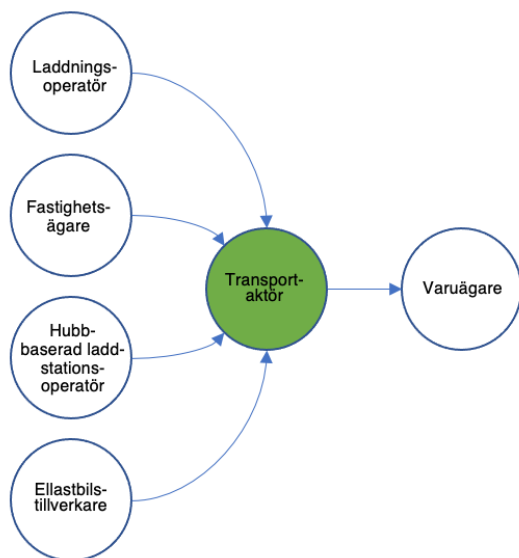 Laddnings-
operatör
Fastighets-
ägare
Hubb-
baserad ladd-
stations-
operatör
Ellastbils-
tillverkare
Transport-
aktör
Varuägare